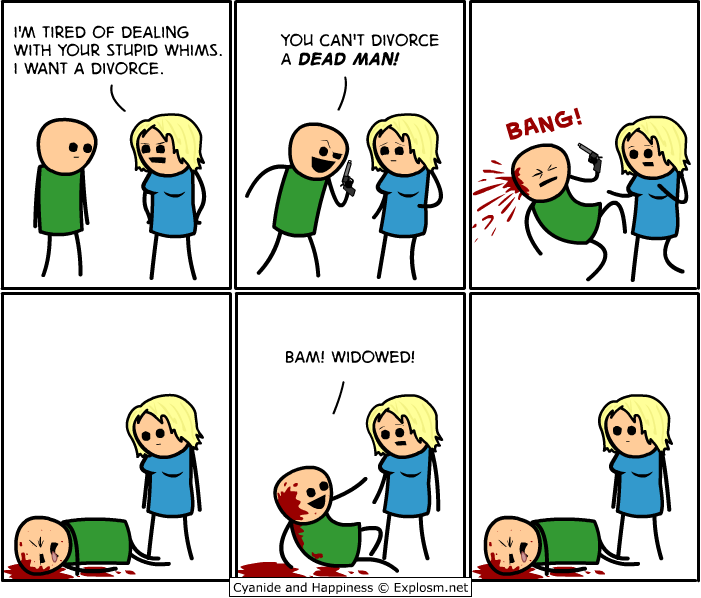 I'M TIRED OF DEALING
WITH YOUR STUPID WHIMS.
I WANT A DIVORCE.
YOU CAN'T DIVORCE
A DEAD MAN!
BANG!
BAM! WIDOWED!
Cyanide and Happiness © Explosm.net